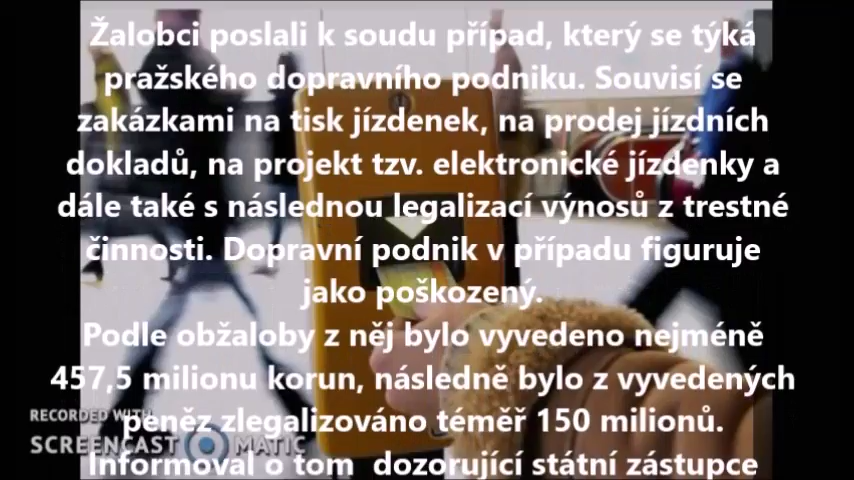 Žalobci poslali k soudu případ, který se týká
pražského dopravního podniku. Souvisí se
zakázkami na tisk jízdenek, na prodej jízdních
dokladů, na projekt tzv. elektronické jízdenky a
dále také s následnou legalizací výnosů z trestné
činnosti. Dopravní podnik v případu figuruje
jako poškozený.
Podle obžaloby z něj bylo vyvedeno nejméně
457,5 milionu korun, následně bylo z vyvedených
peněz zlegalizováno téměř 150 milionů.
Informoval o tom dozorující státní zástupce
RECORDED WITH
SCREENCAST MATIC